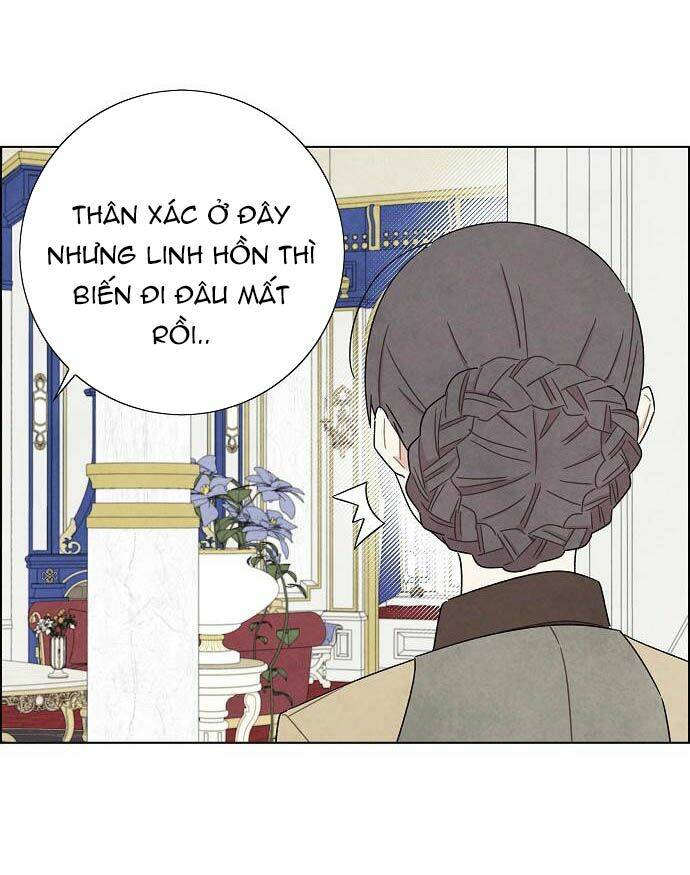 THÂN XÁC Ở ĐÂY
NHƯNG LINH HỒN THÌ
BIẾN ĐI ĐÂU MẤT
RỒI..